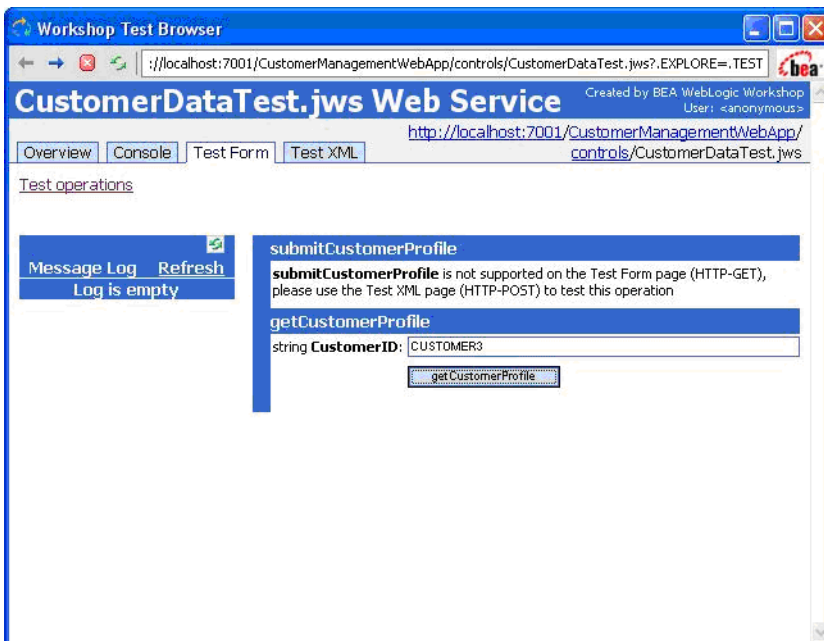 Workshop Test Browser
://localhost:7001/CustomerManagementWebApp/controls/CustomerDataTest.jws?.EXPLORE=.TEST
bea
CustomerDataTest.jws Web Service
Created by BEA WebLogic Workshop
User: <anonymous>
http://localhost:7001/CustomerManagementWebApp/
controls/CustomerDataTest.jws
Overview Console Test Form Test XML
Test operations
Message Log Refresh
Log is empty
submitCustomerProfile
submitCustomerProfile is not supported on the Test Form page (HTTP-GET),
please use the Test XML page (HTTP-POST) to test this operation
getCustomerProfile
string CustomerID: CUSTOMER3
getCustomerProfile